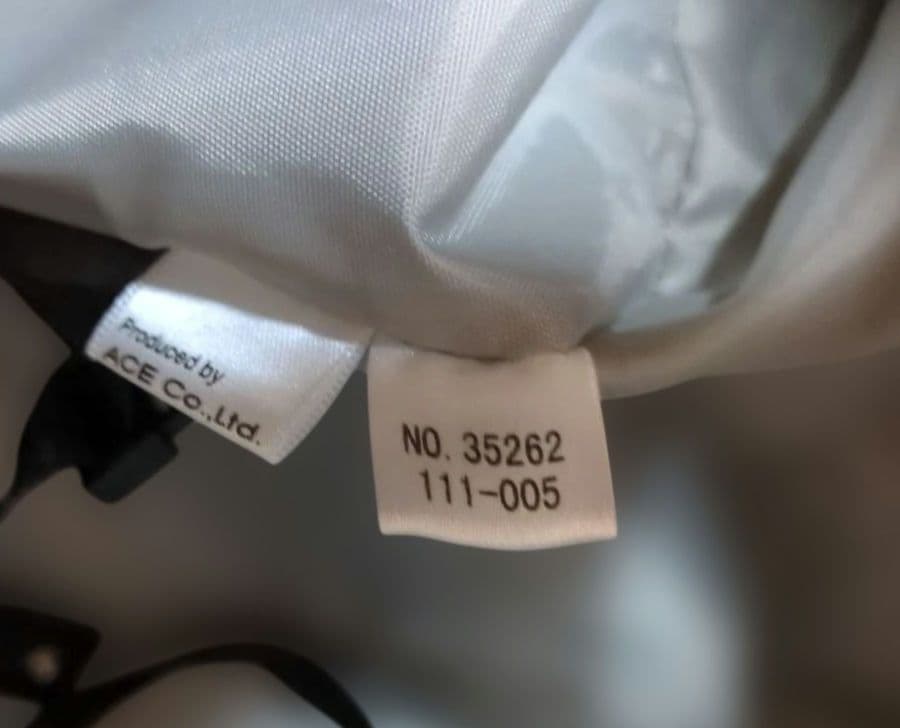 Produced by
ACE Co.,Ltd.
NO. 35262
111-005